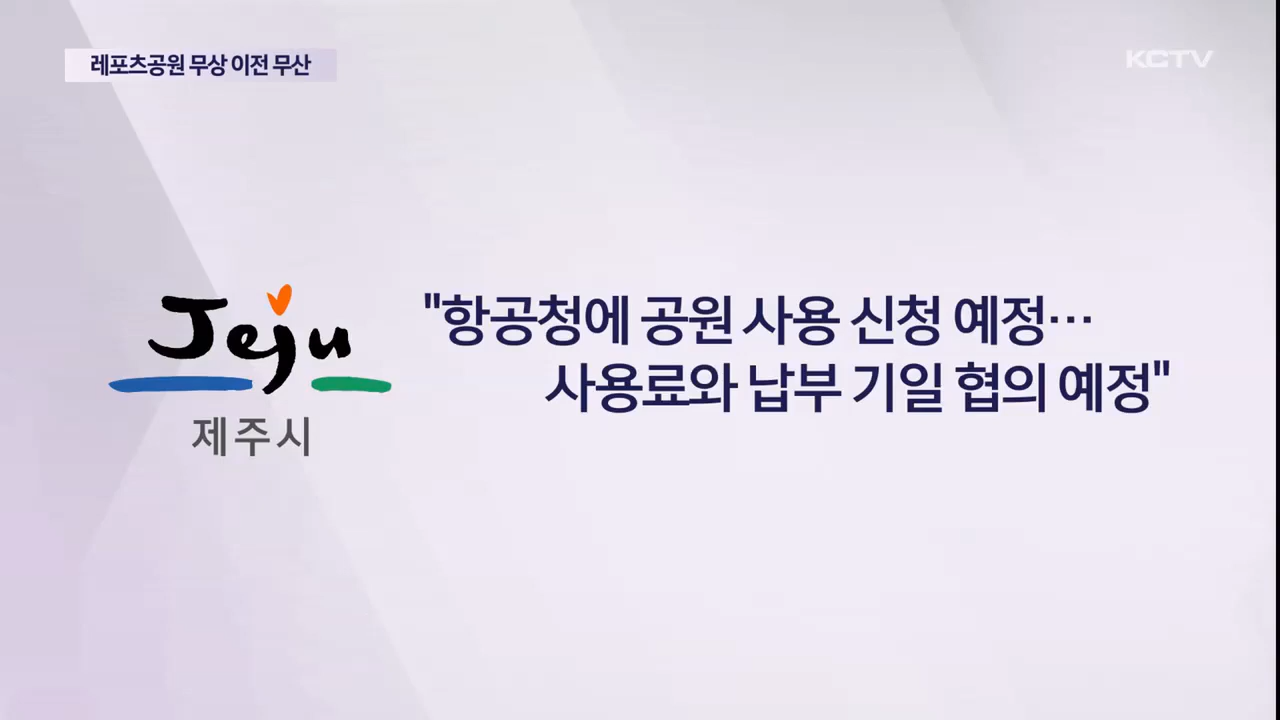 레포츠공원 무상 이전 무산
KCTV
Jeju
제주시
"항공청에 공원 사용 신청 예정…
사용료와 납부 기일 협의 예정"